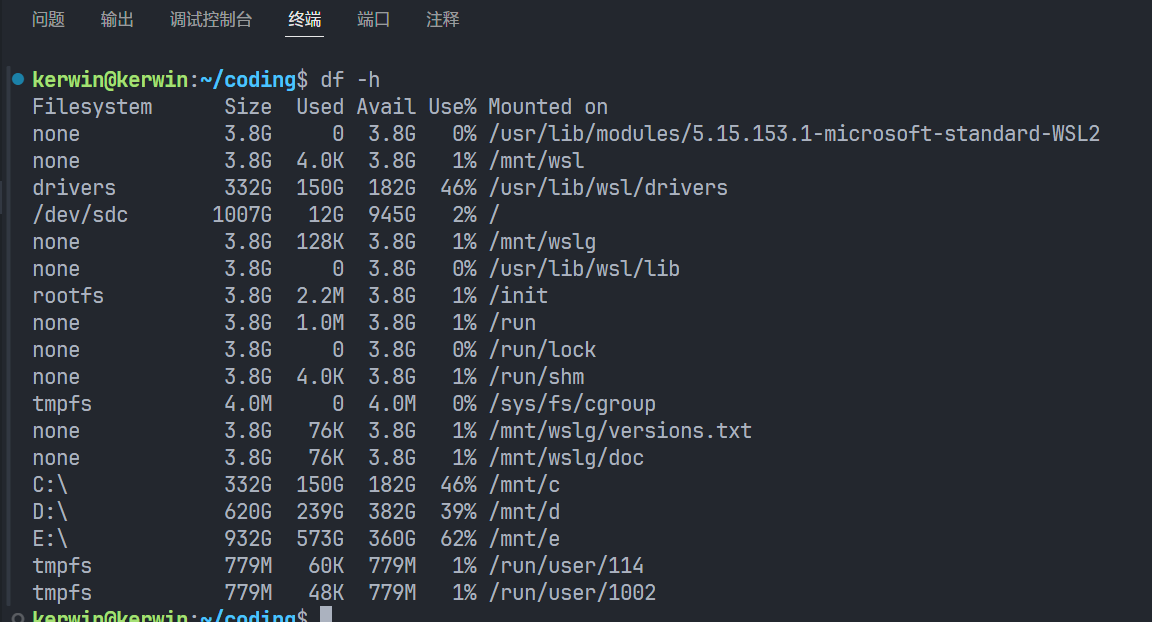 问题 输出 调试控制台 终端 端口 注释
kerwin@kerwin:~/coding$ df -h
Filesystem      Size  Used Avail Use% Mounted on
none            3.8G     0  3.8G   0% /usr/lib/modules/5.15.153.1-microsoft-standard-WSL2
none            3.8G  4.0K  3.8G   1% /mnt/wsl
drivers         332G  150G  182G  46% /usr/lib/wsl/drivers
/dev/sdc       1007G   12G  945G   2% /
none            3.8G  128K  3.8G   1% /mnt/wslg
none            3.8G     0  3.8G   0% /usr/lib/wsl/lib
rootfs          3.8G  2.2M  3.8G   1% /init
none            3.8G  1.0M  3.8G   1% /run
none            3.8G     0  3.8G   0% /run/lock
none            3.8G  4.0K  3.8G   1% /run/shm
tmpfs           4.0M     0  4.0M   0% /sys/fs/cgroup
none            3.8G   76K  3.8G   1% /mnt/wslg/versions.txt
none            3.8G   76K  3.8G   1% /mnt/wslg/doc
C:\             332G  150G  182G  46% /mnt/c
D:\             620G  239G  382G  39% /mnt/d
E:\             932G  573G  360G  62% /mnt/e
tmpfs           779M   60K  779M   1% /run/user/114
tmpfs           779M   48K  779M   1% /run/user/1002
kerwin@kerwin:~/coding$